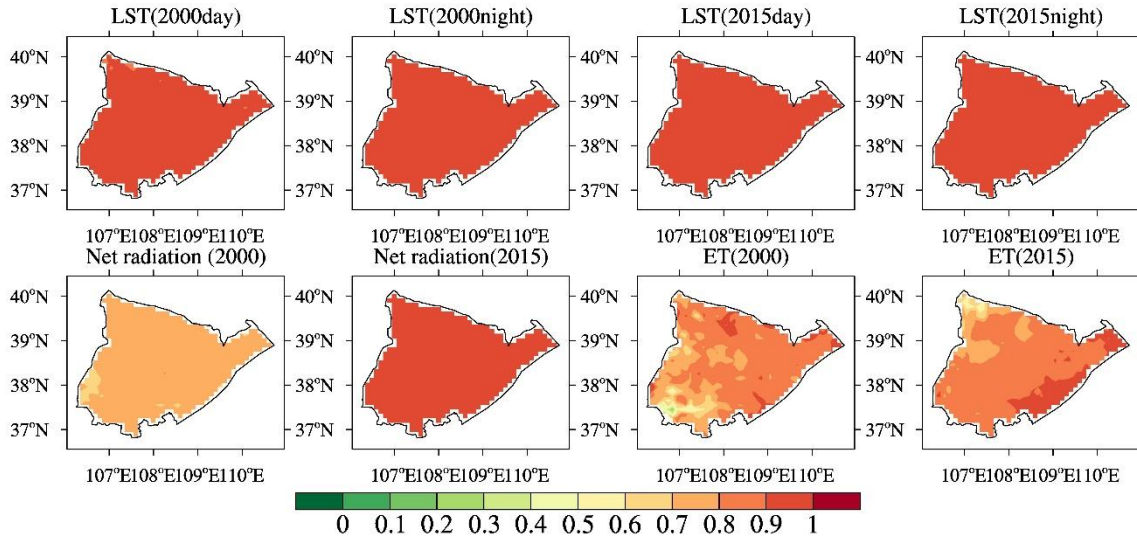 LST(2000day) LST(2000night) LST(2015day) LST(2015night)
40°N 40°N 40°N 40°N
39°N 39°N 39°N 39°N
38°N 38°N 38°N 38°N
37°N 37°N 37°N 37°N
107°E108°E109°E110°E 107°E108°E109°E110°E 107°E108°E109°E110°E 107°E108°E109°E110°E
Net radiation (2000) Net radiation(2015) ET(2000) ET(2015)
40°N 40°N 40°N 40°N
39°N 39°N 39°N 39°N
38°N 38°N 38°N 38°N
37°N 37°N 37°N 37°N
107°E108°E109°E110°E 107°E108°E109°E110°E 107°E108°E109°E110°E 107°E108°E109°E110°E
0 0.1 0.2 0.3 0.4 0.5 0.6 0.7 0.8 0.9 1